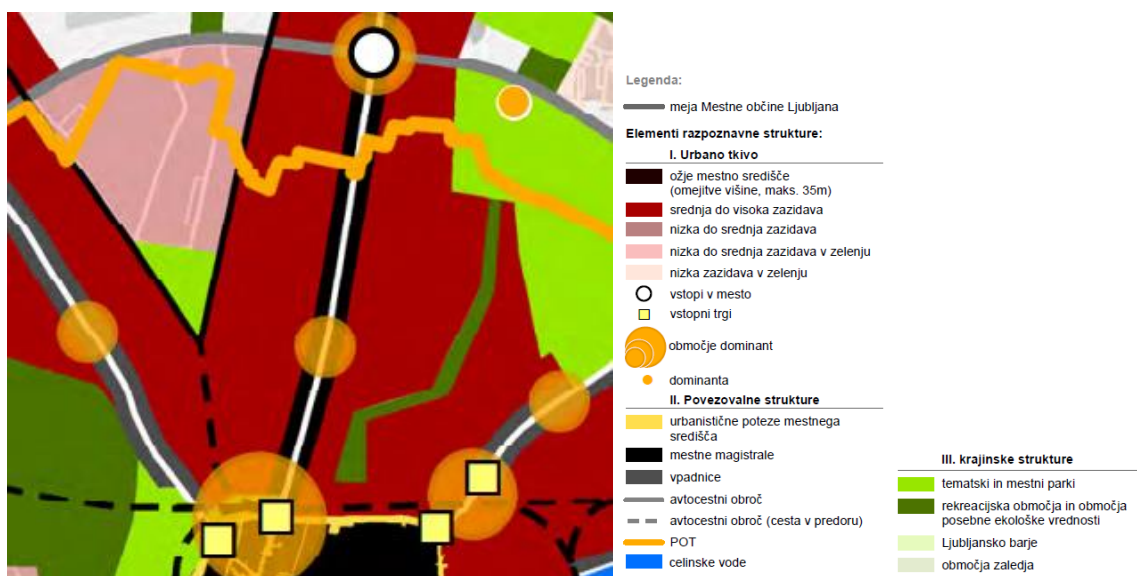 Legenda:
meja Mestne občine Ljubljana
Elementi razpoznavne strukture:
I. Urbano tkivo
ožje mestno središče
(omejitve višine, maks. 35m)
srednja do visoka zazidava
nizka do srednja zazidava
nizka do srednja zazidava v zelenju
nizka zazidava v zelenju
vstopi v mesto
vstopni trgi
območje dominant
dominanta
II. Povezovalne strukture
urbanistične poteze mestnega
središča
mestne magistrale
vpadnice
avtocestni obroč
avtocestni obroč (cesta v predoru)
POT
celinske vode
III. krajinske strukture
tematski in mestni parki
rekreacijska območja in območja
posebne ekološke vrednosti
Ljubljansko barje
območja zaledja